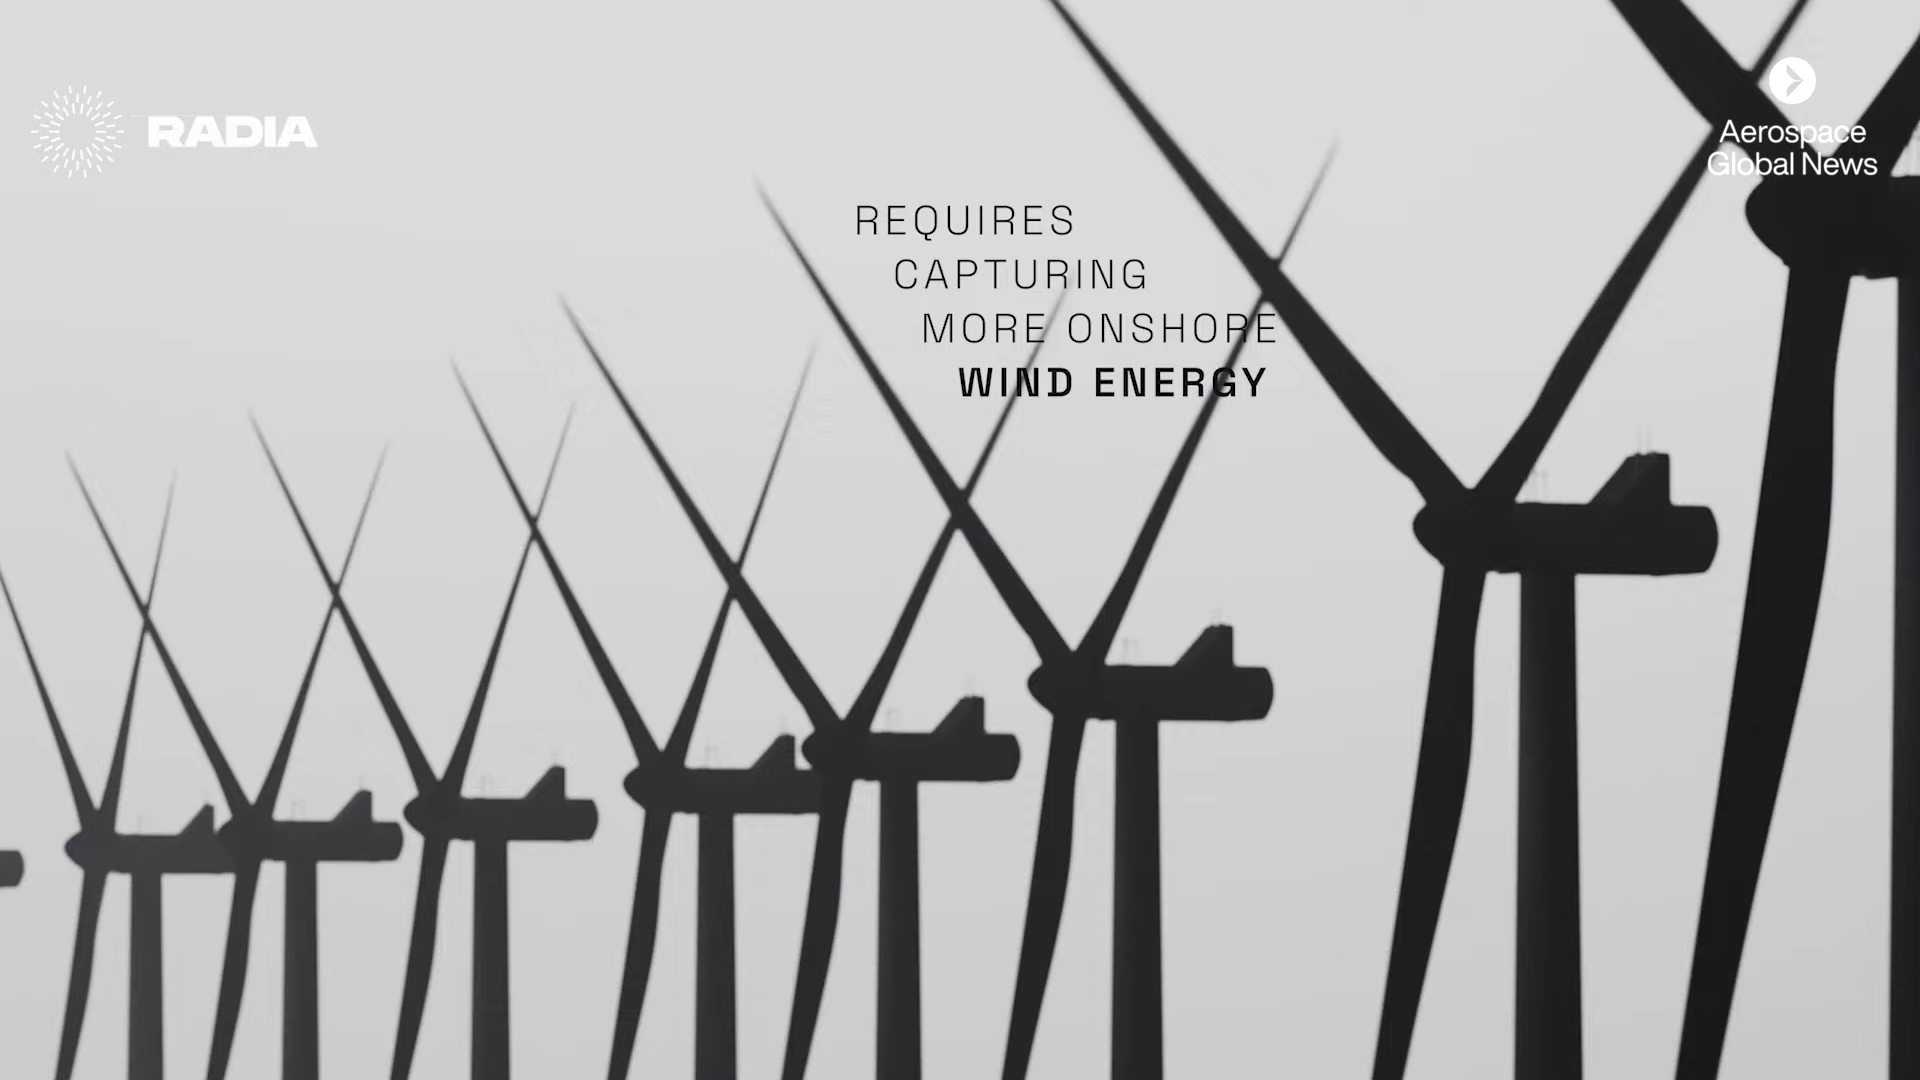 RADIA
Aerospace
Global News
REQUIRES
CAPTURING
MORE ONSHORE
WIND ENERGY